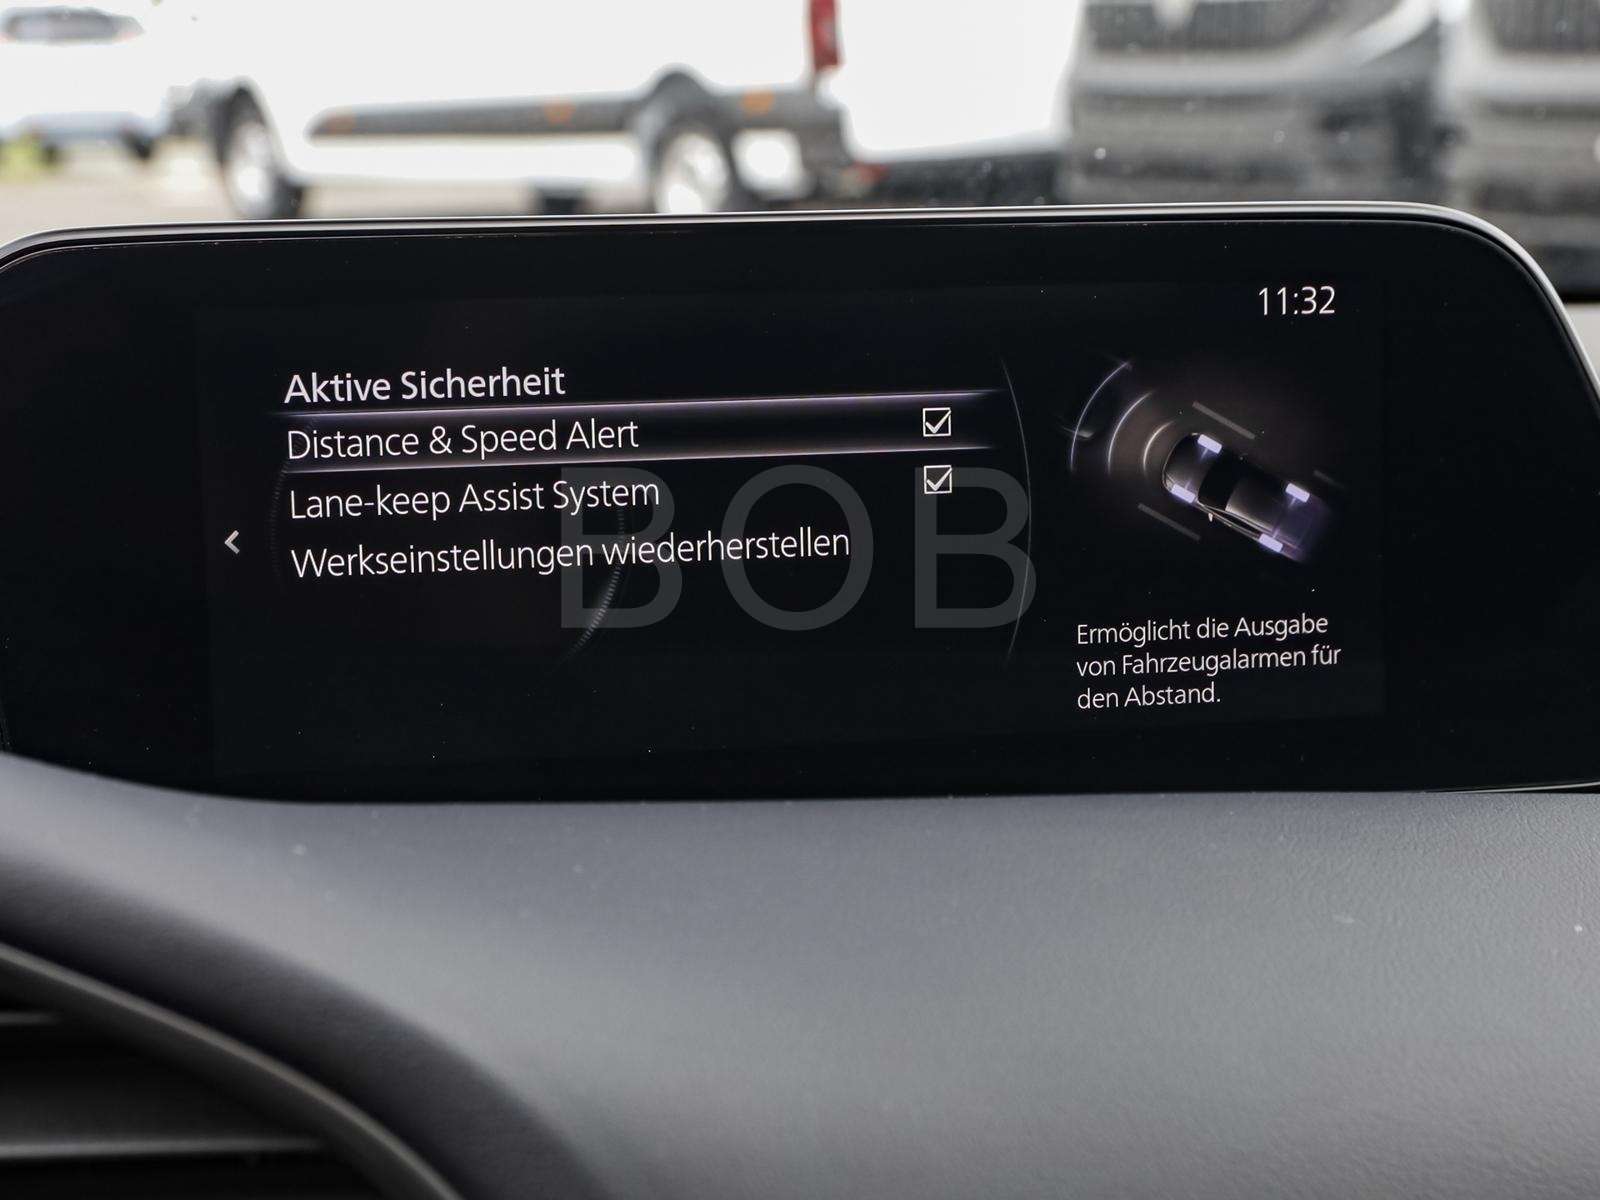 11:32
Aktive Sicherheit
Distance & Speed Alert
Lane-keep Assist System
Werkseinstellungen wiederherstellen
BOB
Ermöglicht die Ausgabe
von Fahrzeugalarmen für
den Abstand.